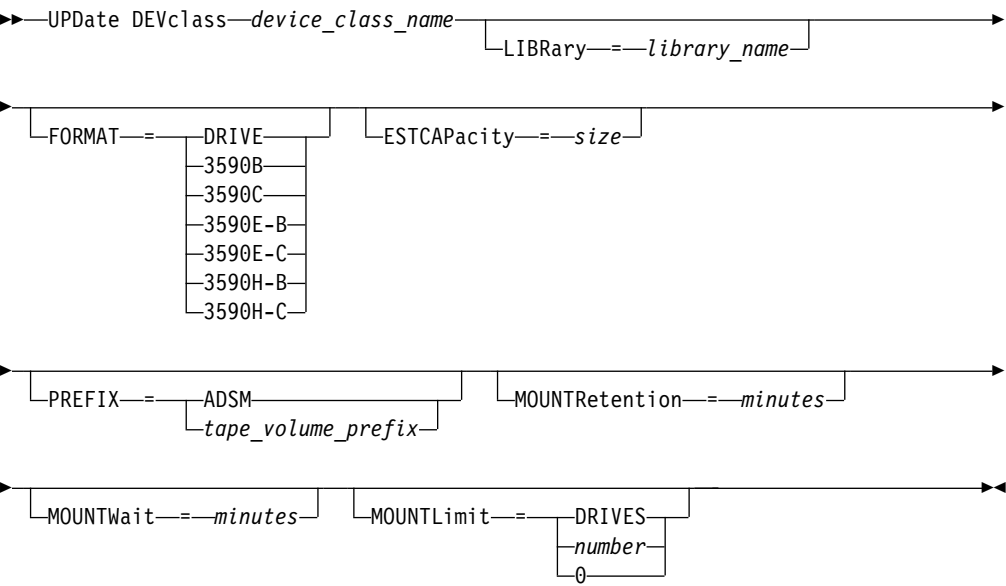 UPDate DEVclass device_class_name
LIBRary = library_name
FORMAT = DRIVE
3590B
3590C
3590E-B
3590E-C
3590H-B
3590H-C
ESTCAPacity = size
PREFIX = ADSM
tape_volume_prefix
MOUNTRetention = minutes
MOUNTWait = minutes
MOUNTLimit = DRIVES
number
0